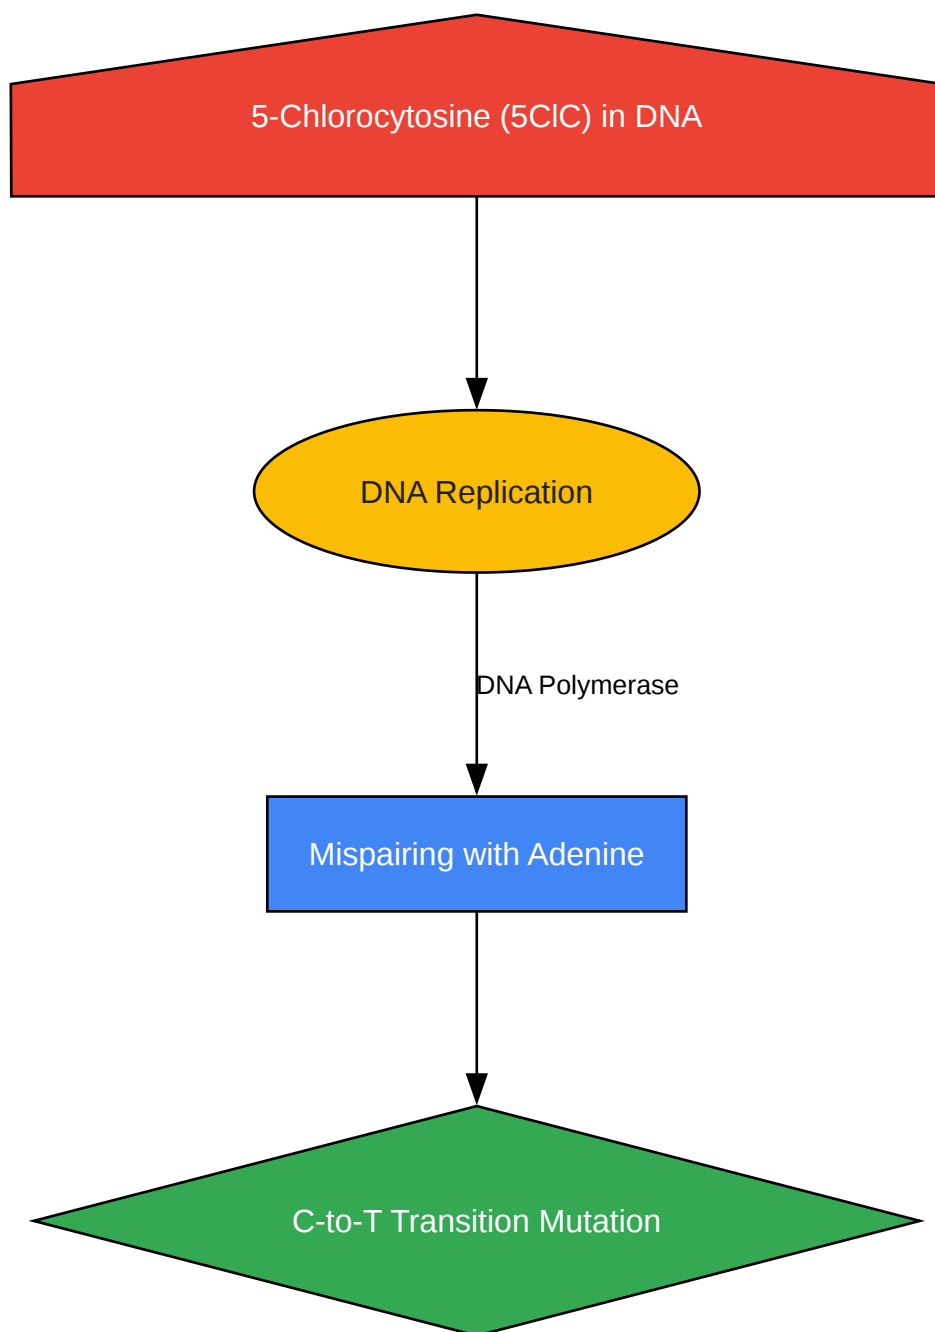 5-Chlorocytosine (5ClC) in DNA
DNA Replication
DNA Polymerase
Mispairing with Adenine
C-to-T Transition Mutation